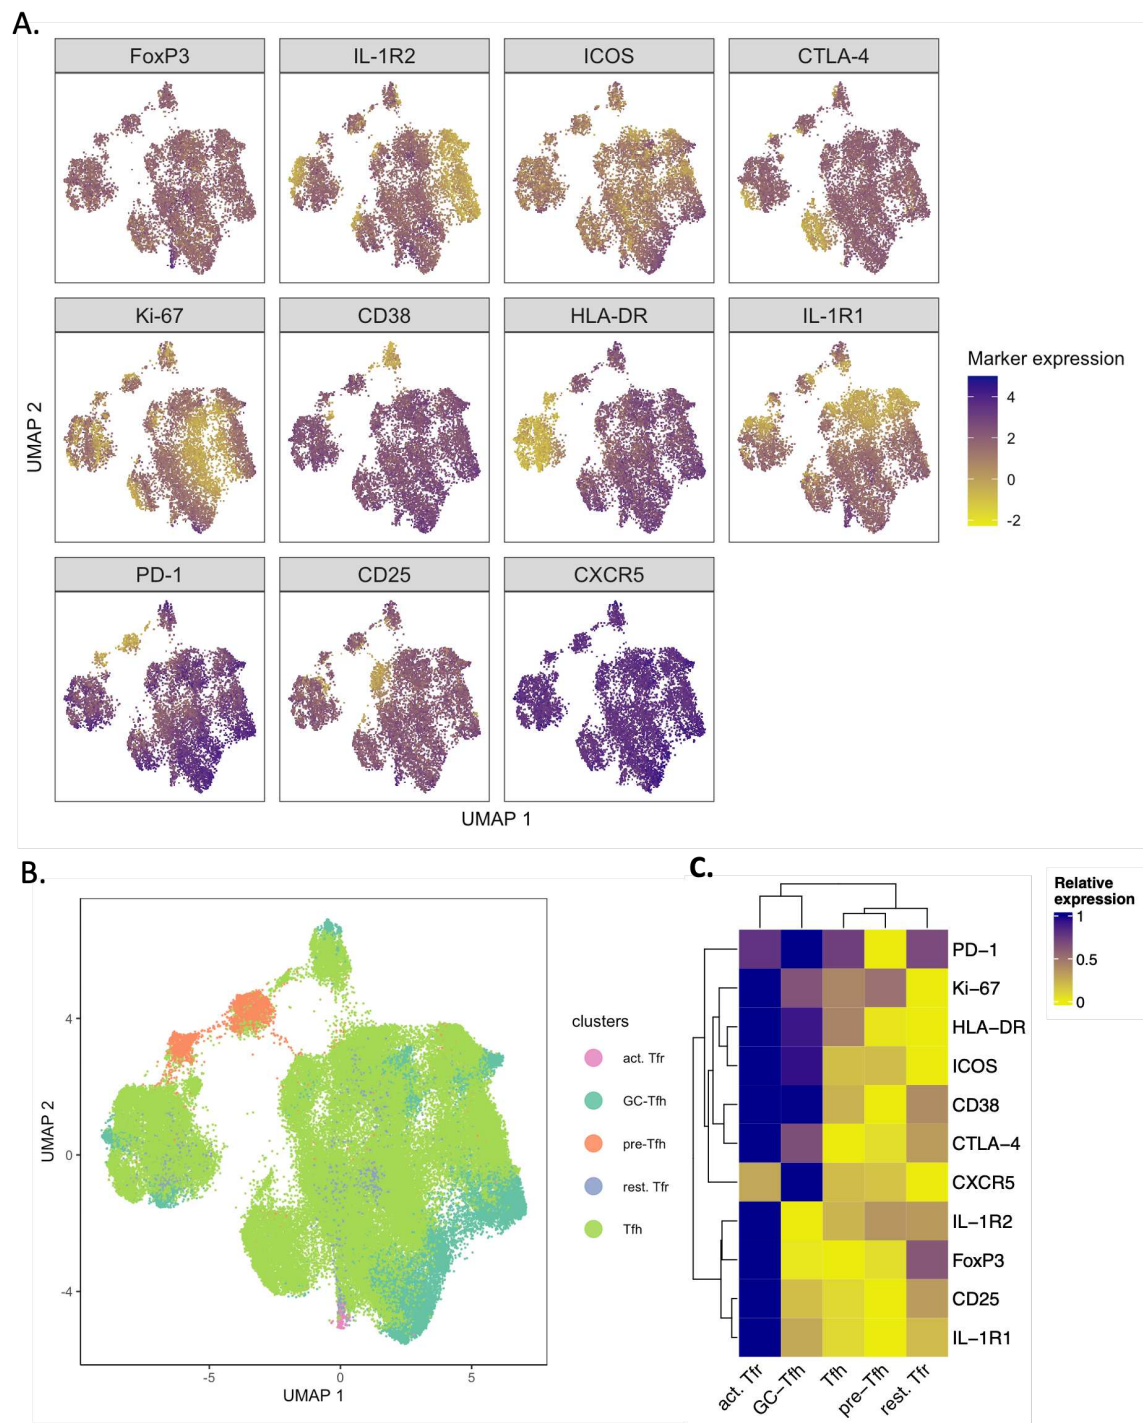 A.
FoxP3 IL-1R2 ICOS CTLA-4
Ki-67 CD38 HLA-DR IL-1R1
PD-1 CD25 CXCR5
UMAP 2
UMAP 1
Marker expression
4
2
0
-2
B.
4
0
-4
-5 0 5
UMAP 2
UMAP 1
clusters
act. Tfr
GC-Tfh
pre-Tfh
rest. Tfr
Tfh
C.
PD-1
Ki-67
HLA-DR
ICOS
CD38
CTLA-4
CXCR5
IL-1R2
FoxP3
CD25
IL-1R1
act. Tfr GC-Tfh Tfh pre-Tfh rest. Tfr
Relative
expression
1
0.5
0